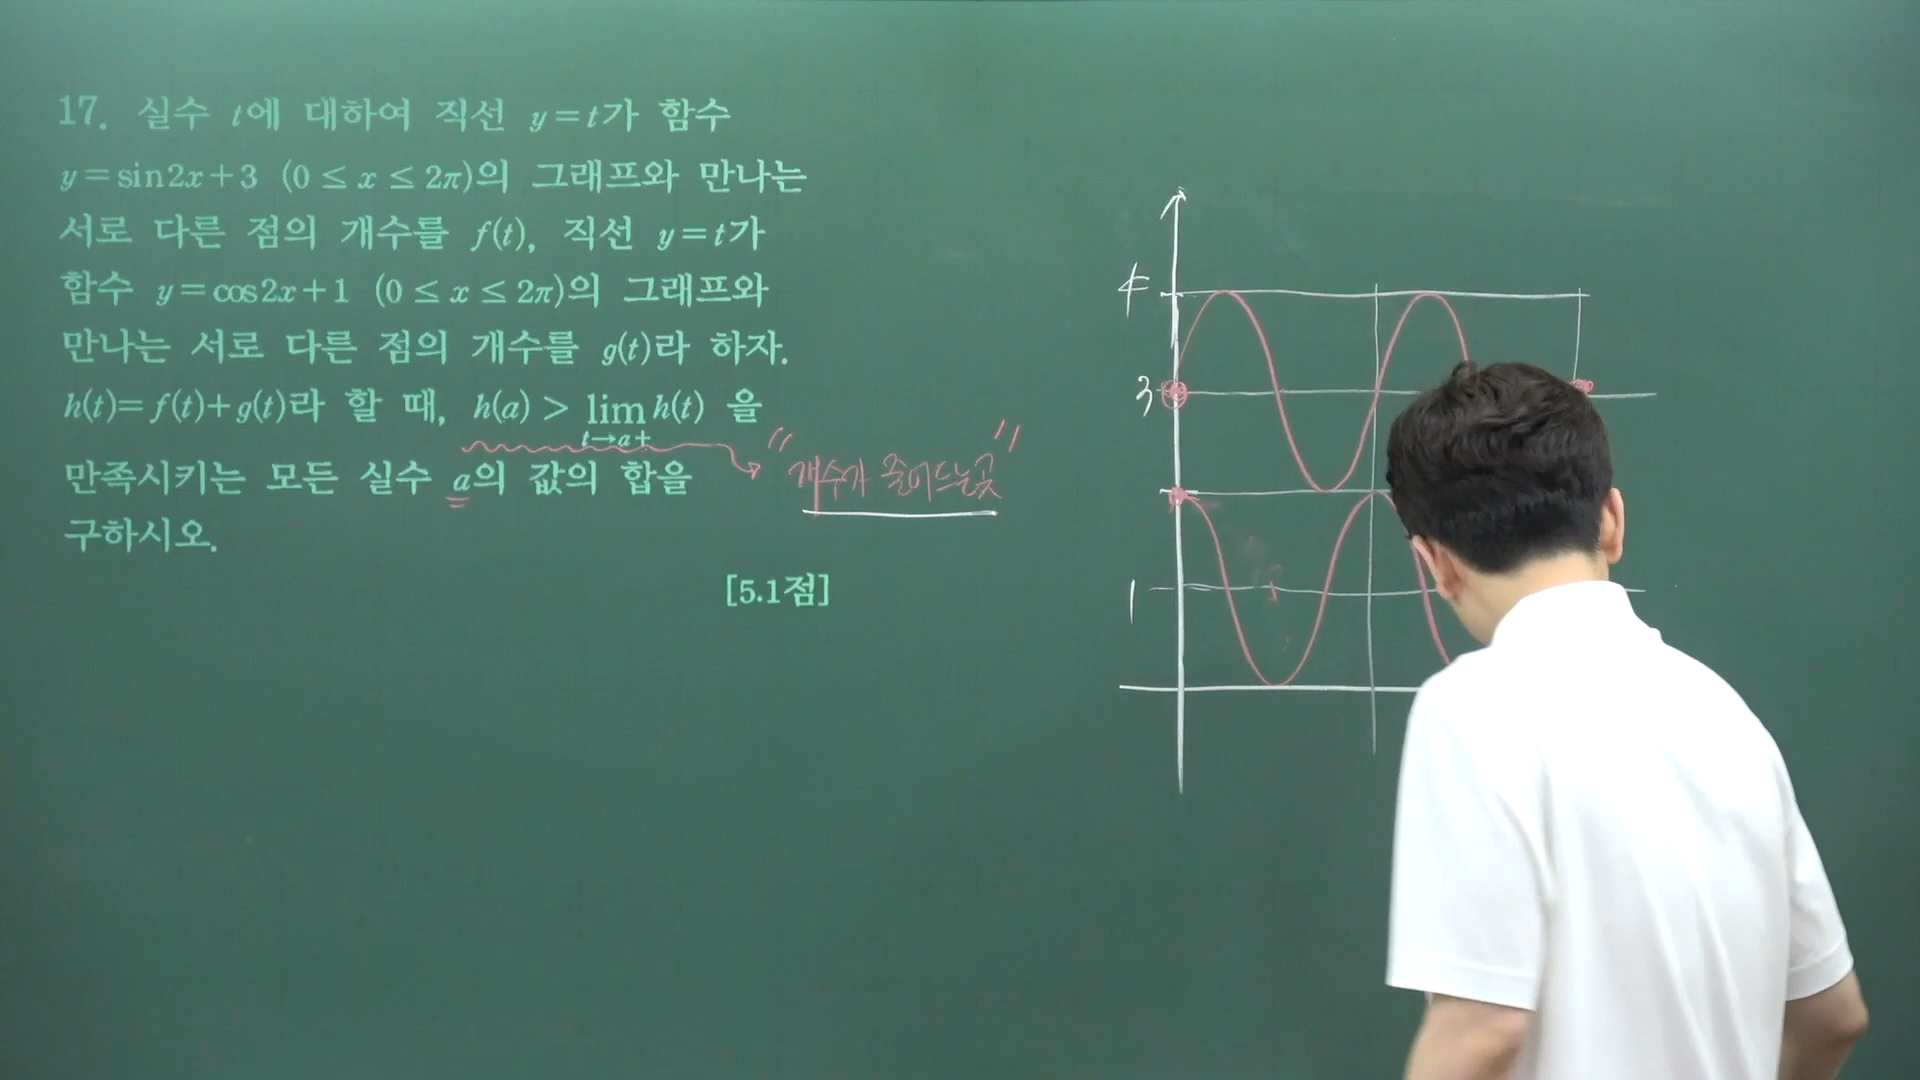 17. 실수 t에 대하여 직선 y=t가 함수
y=sin2x+3 (0≤x≤2π)의 그래프와 만나는
서로 다른 점의 개수를 f(t), 직선 y=t가
함수 y=cos2x+1 (0≤x≤2π)의 그래프와
만나는 서로 다른 점의 개수를 g(t)라 하자.
h(t)=f(t)+g(t)라 할 때, h(a)>lim h(t) 을
t→a+
만족시키는 모든 실수 a의 값의 합을
구하시오.
[5.1점]
"개수가 줄어드는곳"
4
3
1